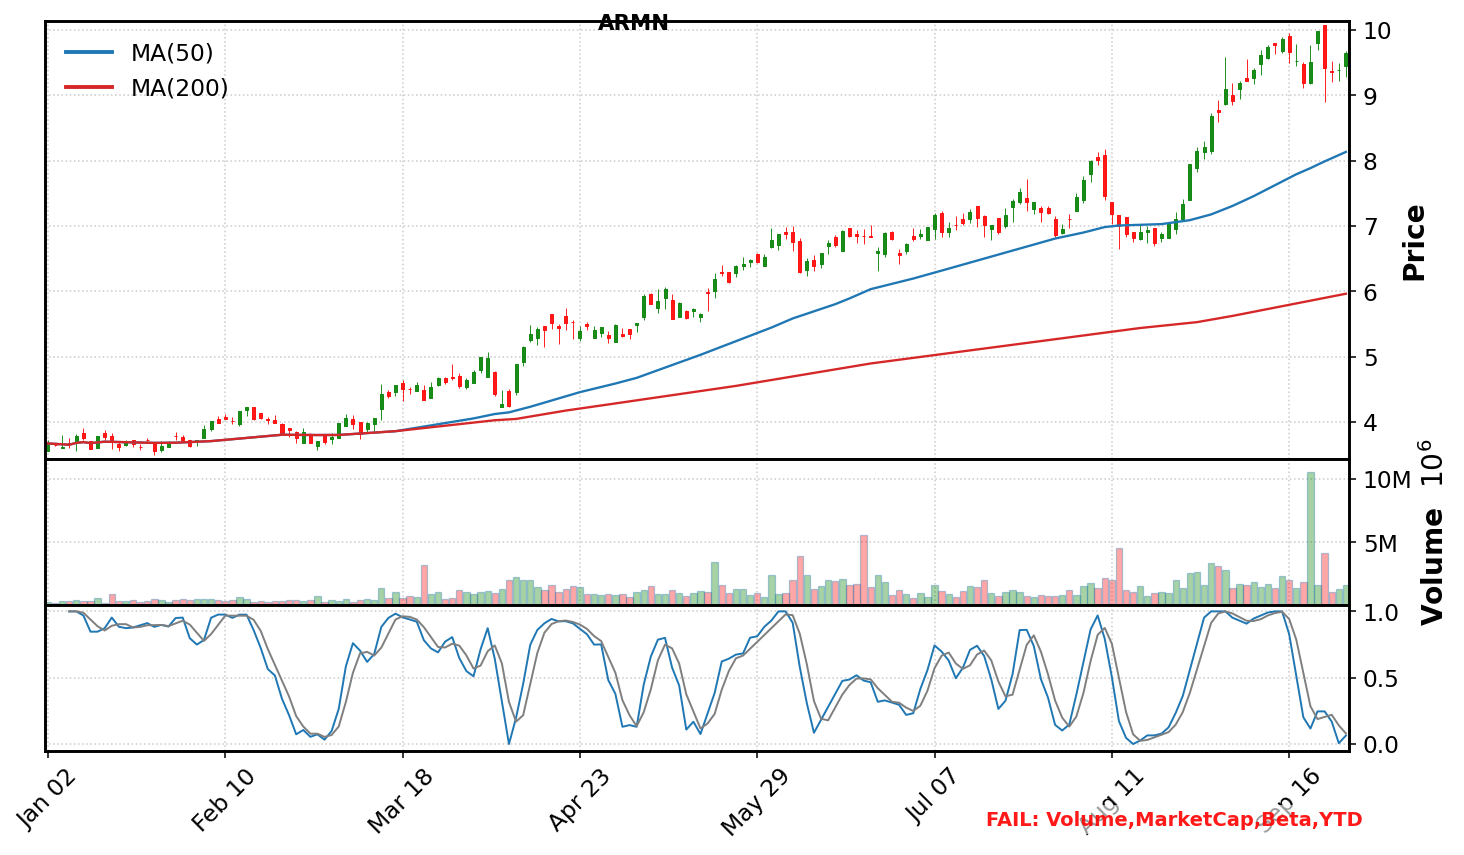 ARMN
MA(50)
MA(200)
10
9
8
7
6
5
4
Price
10M
5M
Volume 10^6
1.0
0.5
0.0
Jan 02
Feb 10
Mar 18
Apr 23
May 29
Jul 07
Aug 11
Sep 16
FAIL: Volume,MarketCap,Beta,YTD